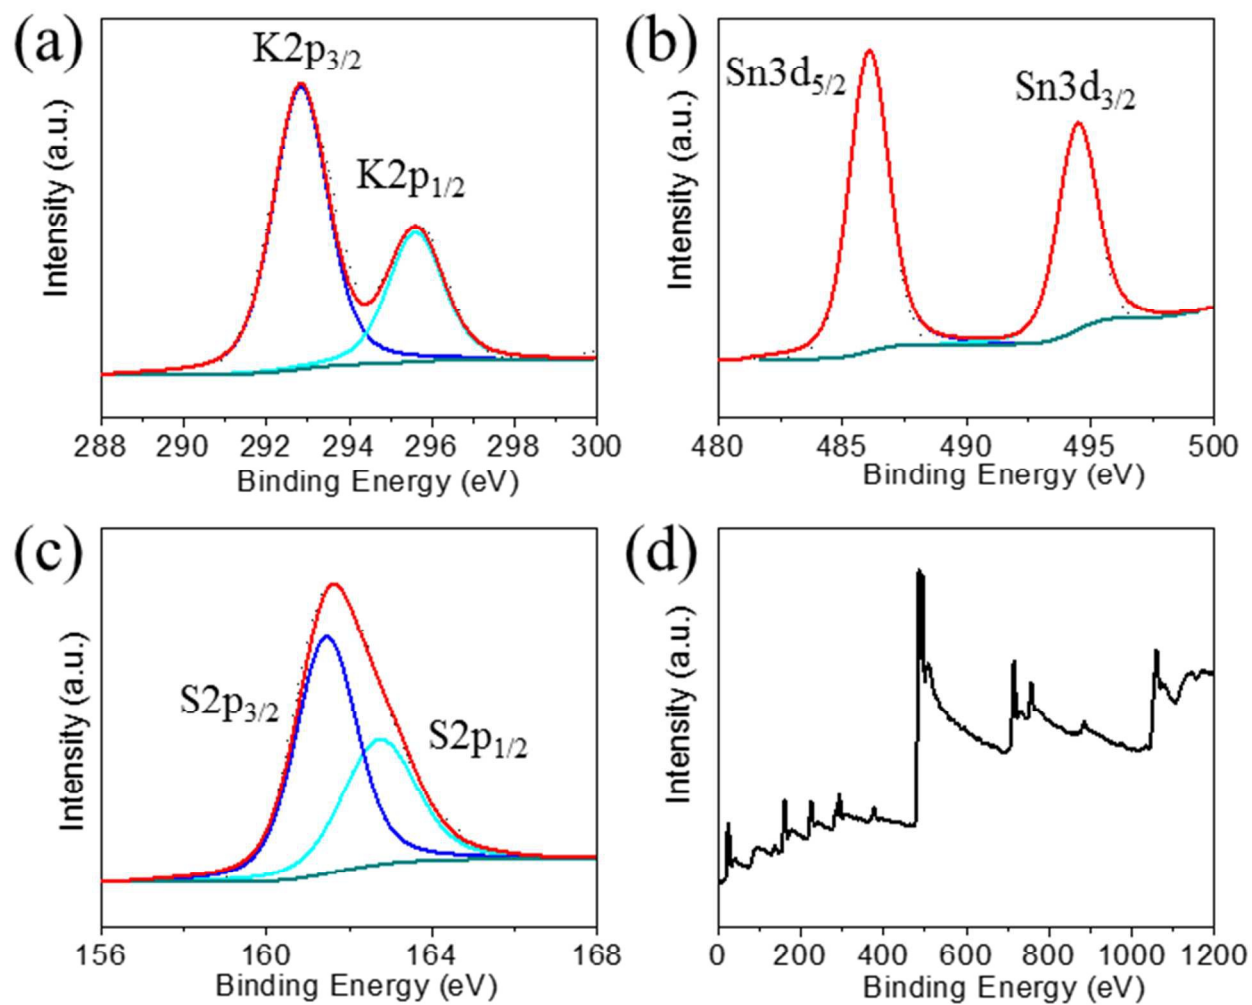 (a)
K2p3/2
K2p1/2
Intensity (a.u.)
288 290 292 294 296 298 300
Binding Energy (eV)
(b)
Sn3d5/2
Sn3d3/2
Intensity (a.u.)
480 485 490 495 500
Binding Energy (eV)
(c)
S2p3/2
S2p1/2
Intensity (a.u.)
156 160 164 168
Binding Energy (eV)
(d)
Intensity (a.u.)
0 200 400 600 800 1000 1200
Binding Energy (eV)